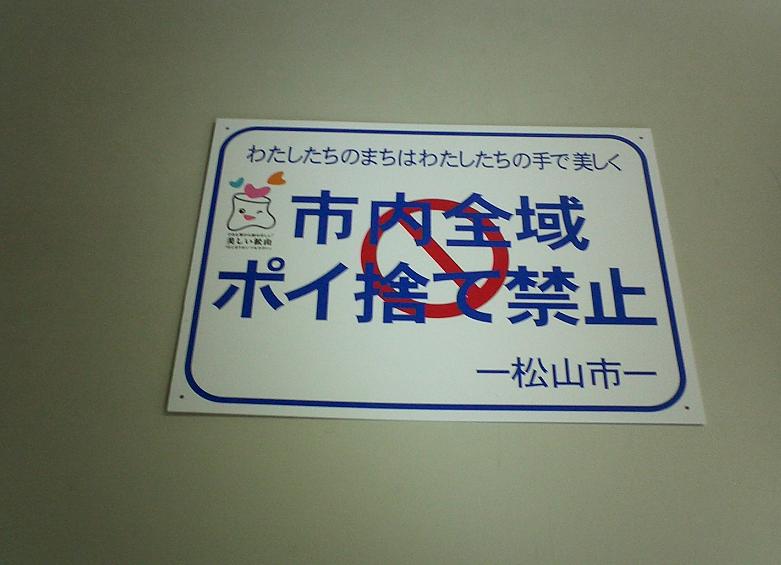 わたしたちのまちはわたしたちの手で美しく
美しい松山
市内全域
ポイ捨て禁止
ー松山市ー